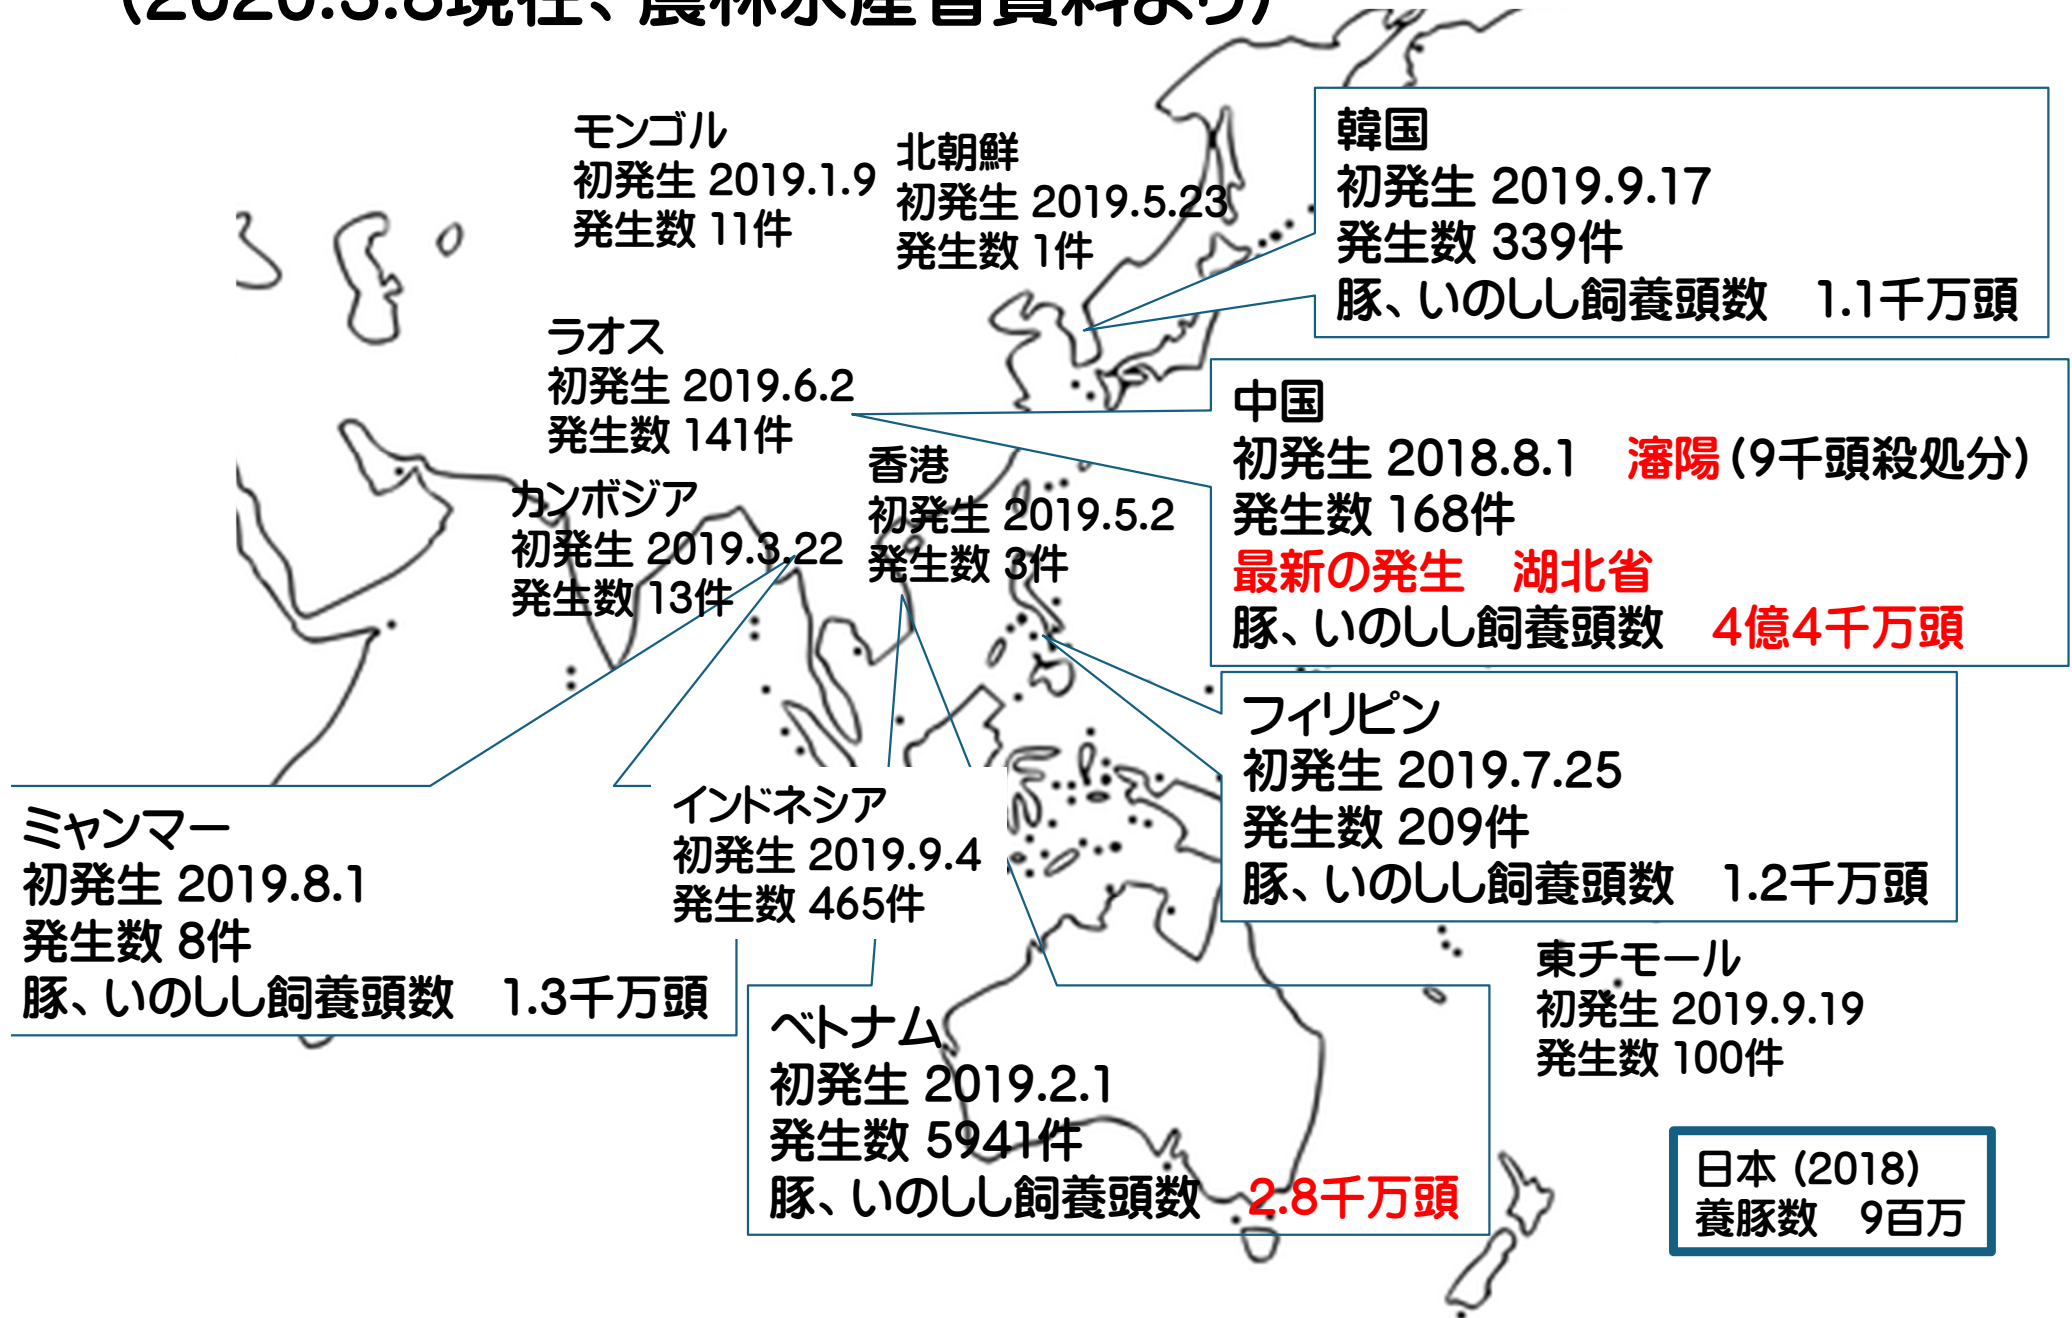 (2020.3.8現在、農林水産省資料より)
モンゴル
初発生 2019.1.9
発生数 11件
北朝鮮
初発生 2019.5.23
発生数 1件
韓国
初発生 2019.9.17
発生数 339件
豚、いのしし飼養頭数　1.1千万頭
ラオス
初発生 2019.6.2
発生数 141件
中国
初発生 2018.8.1　瀋陽(9千頭殺処分)
発生数 168件
最新の発生　湖北省
豚、いのしし飼養頭数　4億4千万頭
香港
初発生 2019.5.2
発生数 3件
カンボジア
初発生 2019.3.22
発生数 13件
フィリピン
初発生 2019.7.25
発生数 209件
豚、いのしし飼養頭数　1.2千万頭
ミャンマー
初発生 2019.8.1
発生数 8件
豚、いのしし飼養頭数　1.3千万頭
インドネシア
初発生 2019.9.4
発生数 465件
東チモール
初発生 2019.9.19
発生数 100件
ベトナム
初発生 2019.2.1
発生数 5941件
豚、いのしし飼養頭数　2.8千万頭
日本 (2018)
養豚数　9百万